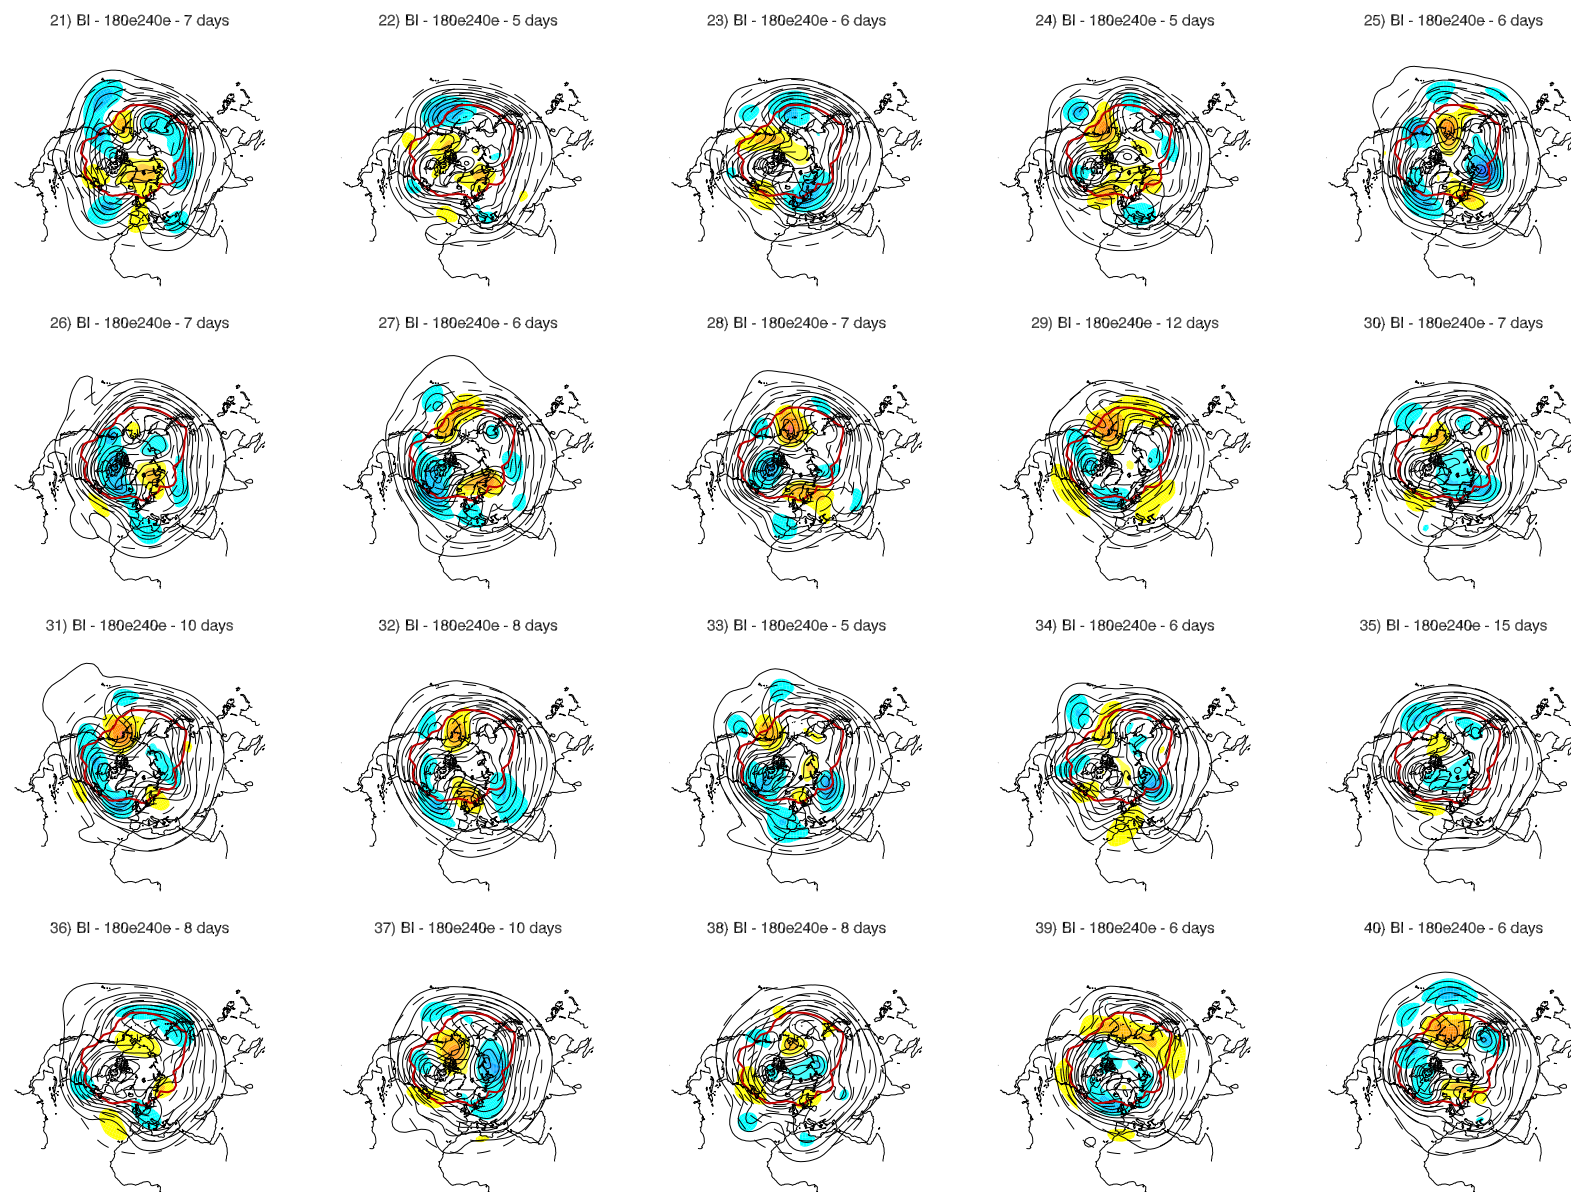 21) BI - 180e240e - 7 days
22) BI - 180e240e - 5 days
23) BI - 180e240e - 6 days
24) BI - 180e240e - 5 days
25) BI - 180e240e - 6 days
26) BI - 180e240e - 7 days
27) BI - 180e240e - 6 days
28) BI - 180e240e - 7 days
29) BI - 180e240e - 12 days
30) BI - 180e240e - 7 days
31) BI - 180e240e - 10 days
32) BI - 180e240e - 8 days
33) BI - 180e240e - 5 days
34) BI - 180e240e - 6 days
35) BI - 180e240e - 15 days
36) BI - 180e240e - 8 days
37) BI - 180e240e - 10 days
38) BI - 180e240e - 8 days
39) BI - 180e240e - 6 days
40) BI - 180e240e - 6 days